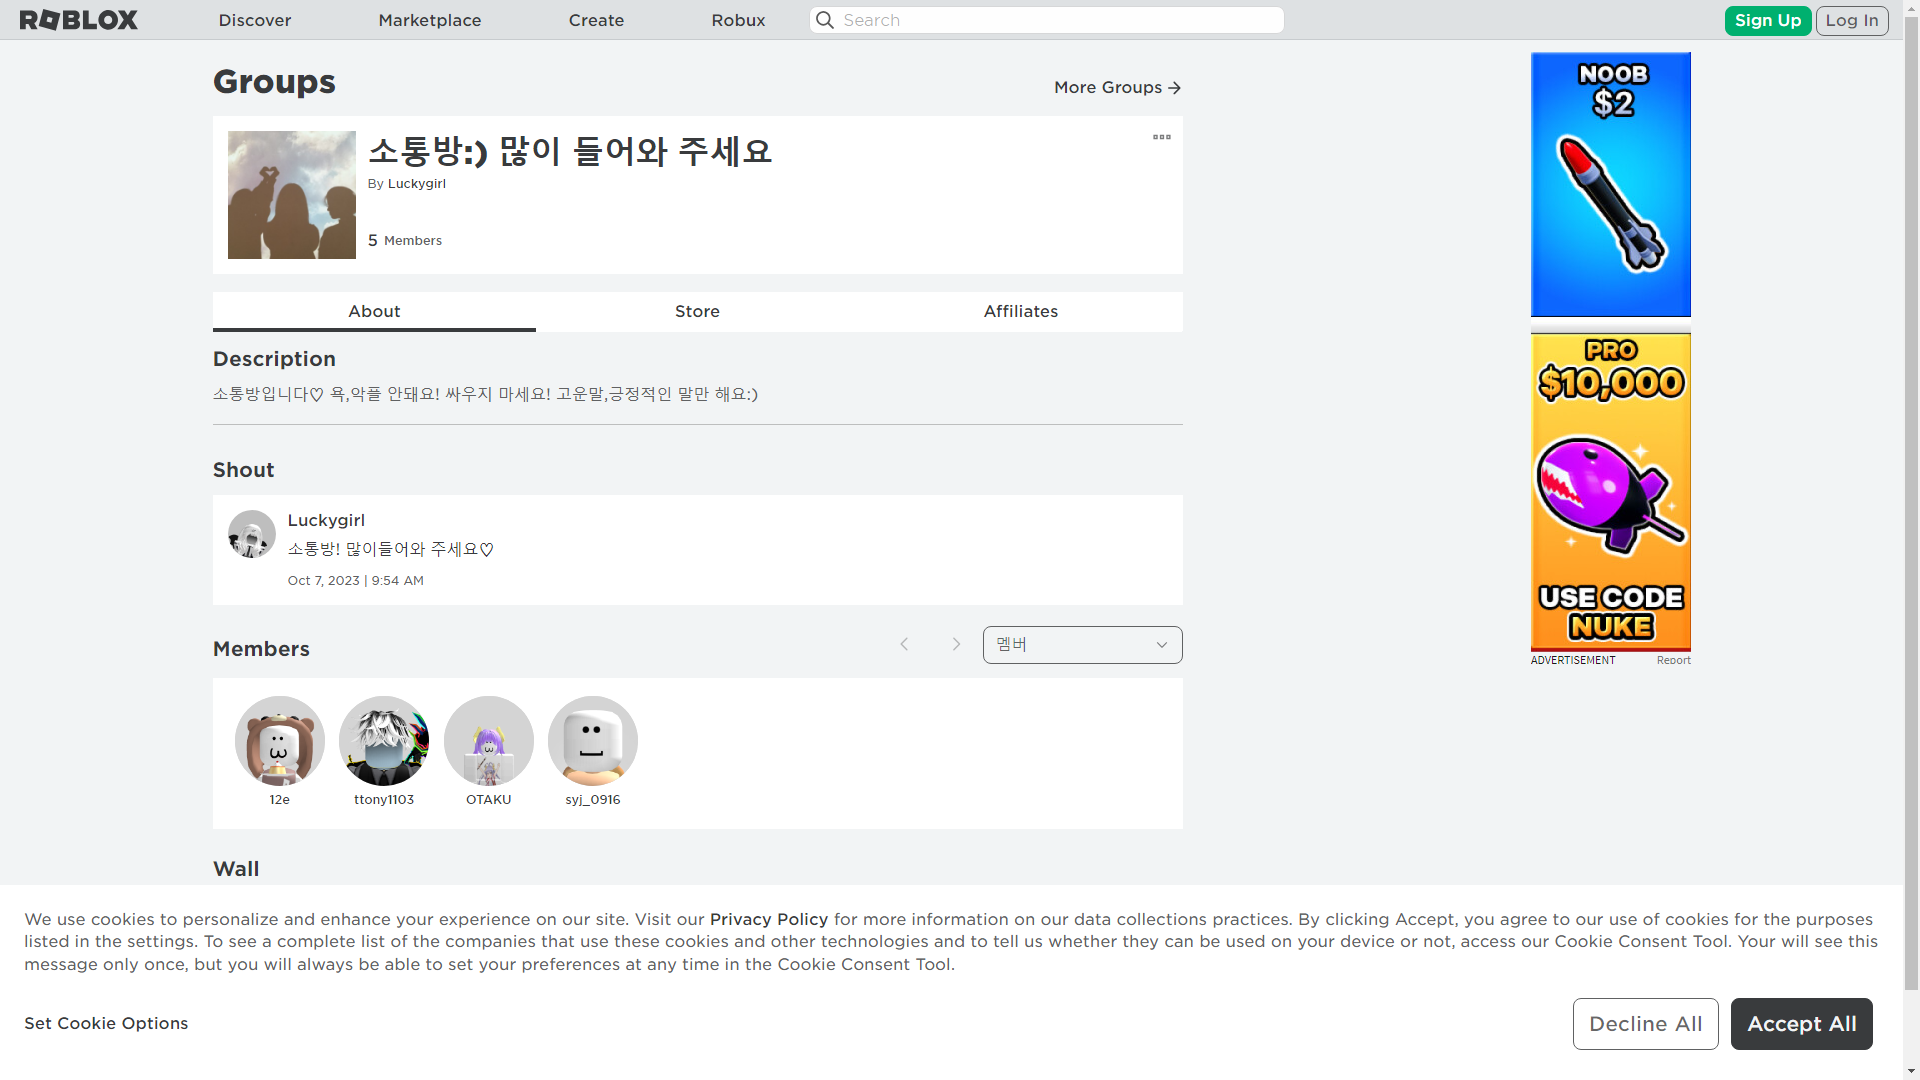 ROBLOX
Discover
Marketplace
Create
Robux
Search
Sign Up
Log In
Groups
More Groups
소통방:) 많이 들어와 주세요
By Luckygirl
5 Members
About
Store
Affiliates
Description
소통방입니다♡ 욕,악플 안돼요! 싸우지 마세요! 고운말,긍정적인 말만 해요:)
Shout
Luckygirl
소통방! 많이들어와 주세요♡
Oct 7, 2023 | 9:54 AM
Members
멤버
12e
ttony1103
OTAKU
syj_0916
Wall
NOOB
$2
PRO
$10,000
USE CODE
NUKE
ADVERTISEMENT
Report
We use cookies to personalize and enhance your experience on our site. Visit our Privacy Policy for more information on our data collections practices. By clicking Accept, you agree to our use of cookies for the purposes
listed in the settings. To see a complete list of the companies that use these cookies and other technologies and to tell us whether they can be used on your device or not, access our Cookie Consent Tool. Your will see this
message only once, but you will always be able to set your preferences at any time in the Cookie Consent Tool.
Set Cookie Options
Decline All
Accept All